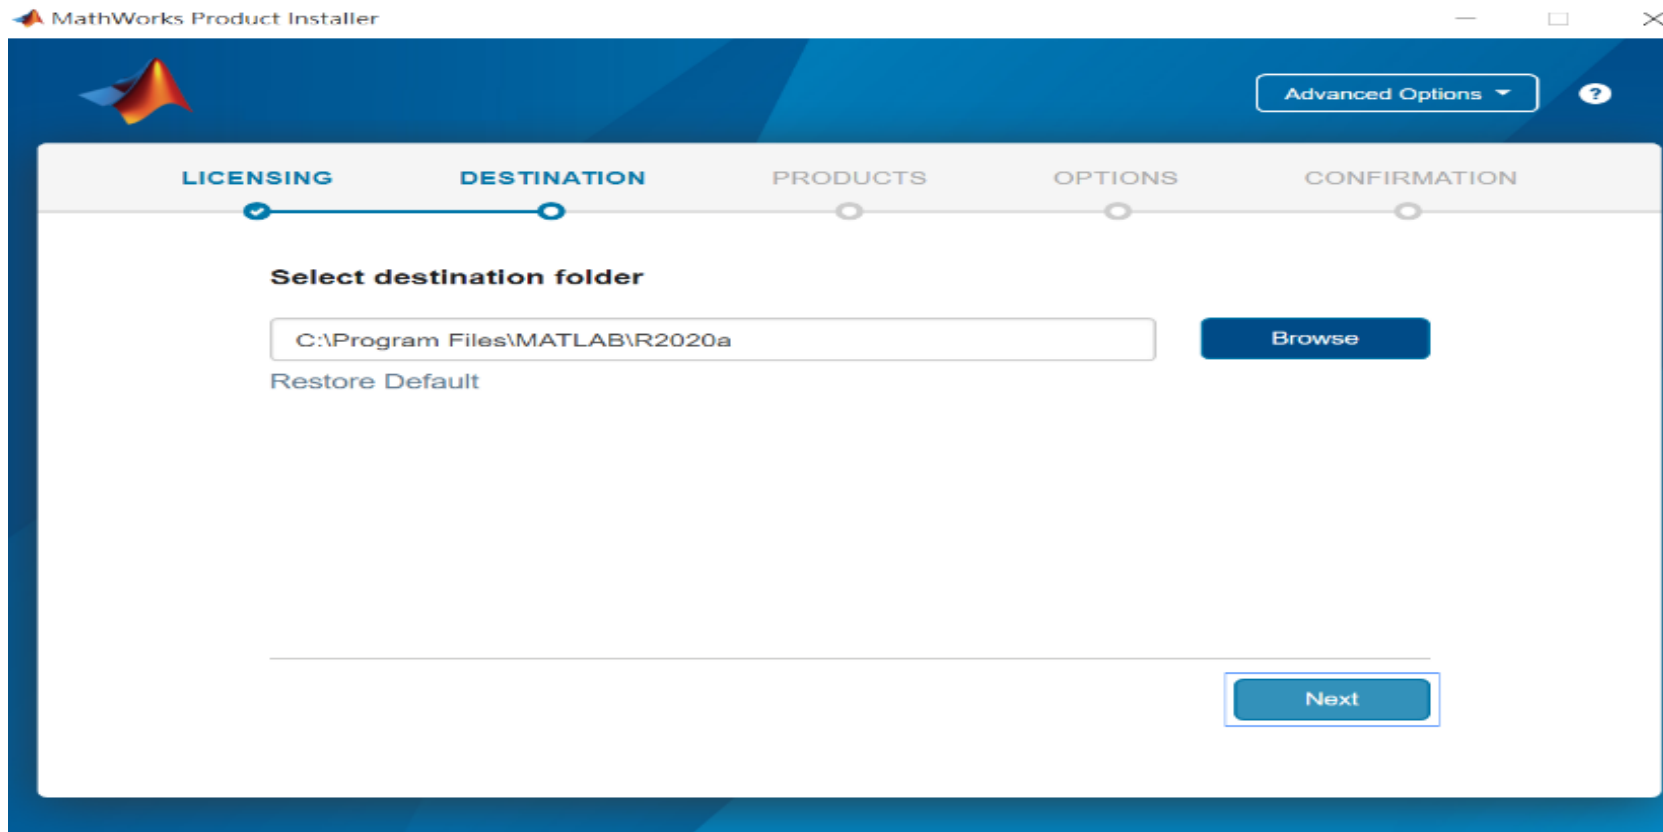 MathWorks Product Installer
Advanced Options
?
LICENSING DESTINATION PRODUCTS OPTIONS CONFIRMATION
Select destination folder
C:\Program Files\MATLAB\R2020a Browse
Restore Default
Next